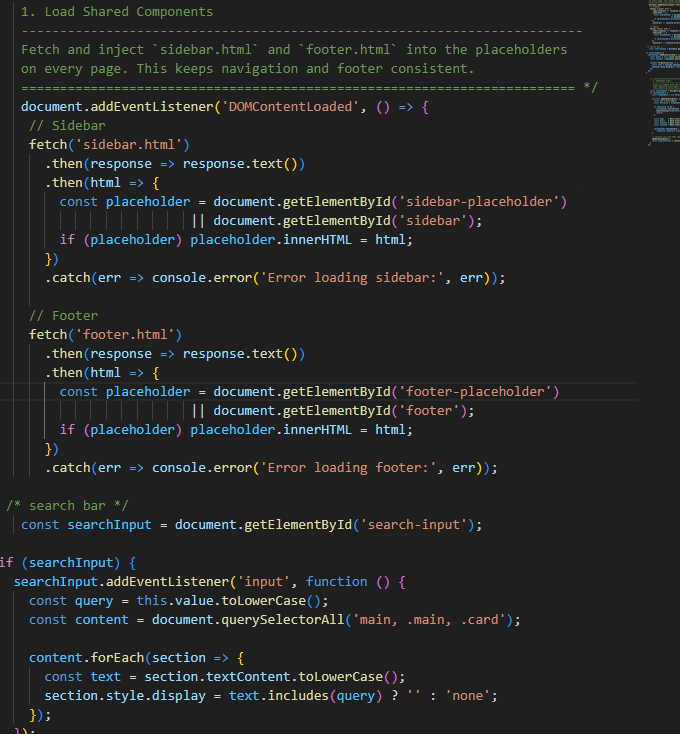 1. Load Shared Components
------------------------------------------------------------------------
Fetch and inject `sidebar.html` and `footer.html` into the placeholders
on every page. This keeps navigation and footer consistent.
======================================================================== */
document.addEventListener('DOMContentLoaded', () => {
// Sidebar
fetch('sidebar.html')
.then(response => response.text())
.then(html => {
const placeholder = document.getElementById('sidebar-placeholder')
|| document.getElementById('sidebar');
if (placeholder) placeholder.innerHTML = html;
})
.catch(err => console.error('Error loading sidebar:', err));
// Footer
fetch('footer.html')
.then(response => response.text())
.then(html => {
const placeholder = document.getElementById('footer-placeholder')
|| document.getElementById('footer');
if (placeholder) placeholder.innerHTML = html;
})
.catch(err => console.error('Error loading footer:', err));
/* search bar */
const searchInput = document.getElementById('search-input');
if (searchInput) {
searchInput.addEventListener('input', function () {
const query = this.value.toLowerCase();
const content = document.querySelectorAll('main, .main, .card');
content.forEach(section => {
const text = section.textContent.toLowerCase();
section.style.display = text.includes(query) ? '' : 'none';
});
});